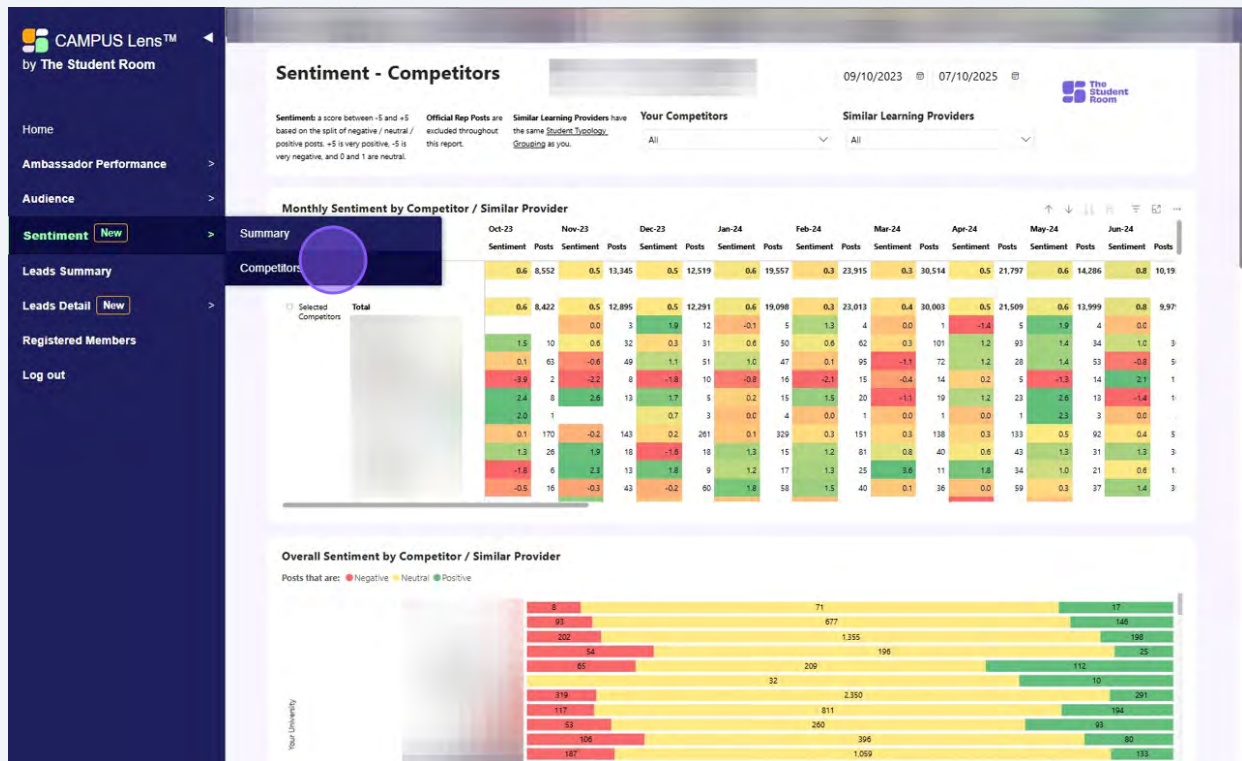 CAMPUS Lens™
by The Student Room
Home
Ambassador Performance >
Audience >
Sentiment New >
Leads Summary
Leads Detail New >
Registered Members
Log out
Summary
Competitors
Sentiment - Competitors
09/10/2023 07/10/2025
The
Student
Room
Sentiment: a score between -5 and +5
based on the split of negative / neutral /
positive posts. +5 is very positive, -5 is
very negative, and 0 and 1 are neutral.
Official Rep Posts are
excluded throughout
this report.
Similar Learning Providers have
the same Student Typology
Grouping as you.
Your Competitors
All
Similar Learning Providers
All
Monthly Sentiment by Competitor / Similar Provider
Oct-23 Nov-23 Dec-23 Jan-24 Feb-24 Mar-24 Apr-24 May-24 Jun-24
Sentiment Posts Sentiment Posts Sentiment Posts Sentiment Posts Sentiment Posts Sentiment Posts Sentiment Posts Sentiment Posts Sentiment Posts
0.6 8,552 0.5 13,345 0.5 12,519 0.6 19,557 0.3 23,915 0.3 30,514 0.5 21,797 0.6 14,286 0.8 10,19
Selected Total 0.6 8,422 0.5 12,895 0.5 12,291 0.6 19,098 0.3 23,013 0.4 30,003 0.5 21,509 0.6 13,999 0.8 9,97
Competitors
0.0 3 1.9 12 -0.1 5 1.3 4 0.0 1 -1.4 5 1.9 4 0.0
1.5 10 0.6 32 0.3 31 0.6 50 0.6 62 0.3 101 1.2 93 1.4 34 1.0 3
0.1 63 -0.6 49 1.1 51 1.0 47 0.1 95 -1.1 72 1.2 28 1.4 53 -0.8 5
-3.9 2 -2.2 8 -1.8 10 -0.8 16 -2.1 15 -0.4 14 0.2 5 -1.3 14 2.1 1
2.4 8 2.6 13 1.7 5 0.2 15 1.5 20 -1.1 19 1.2 23 2.6 13 -1.4 1
2.0 1 0.7 3 0.0 4 0.0 1 0.0 1 0.0 1 2.3 3 0.0
0.1 170 -0.2 143 0.2 261 0.1 329 0.3 151 0.3 138 0.3 133 0.5 92 0.4 5
1.3 26 1.9 18 -1.6 18 1.3 15 1.2 81 0.8 40 0.6 43 1.3 31 1.3 3
-1.8 6 2.3 13 1.8 9 1.2 17 1.3 25 3.6 11 1.8 34 1.0 21 0.6 1
-0.5 16 -0.3 43 -0.2 60 1.8 58 1.5 40 0.1 36 0.0 59 0.3 37 1.4 3
Overall Sentiment by Competitor / Similar Provider
Posts that are: Negative Neutral Positive
8 71 17
93 677 146
202 1,355 198
54 196 25
65 209 112
32 10
319 2,350 291
117 811 194
53 260 93
106 396 80
187 1,059 133
Your University